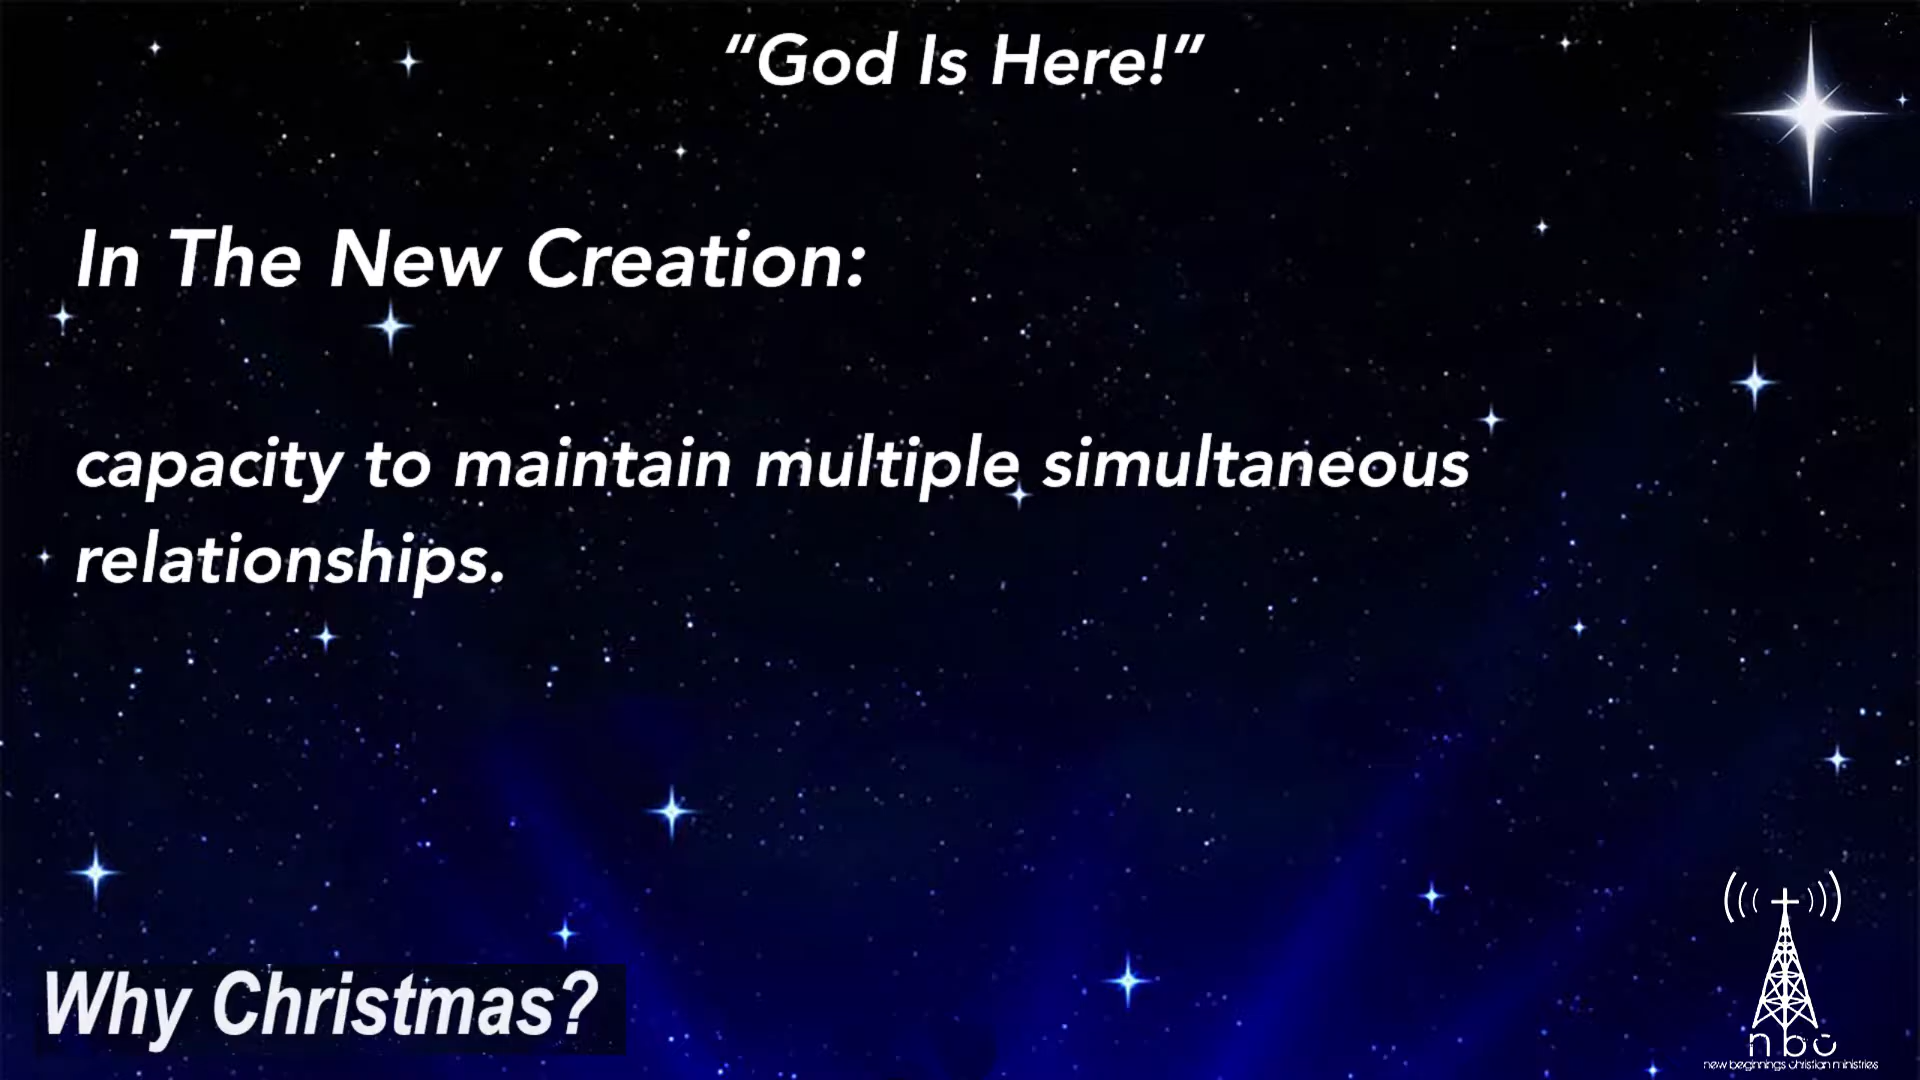 “God Is Here!”
In The New Creation:
capacity to maintain multiple simultaneous
relationships.
Why Christmas?
nbc
new beginnings christian ministries